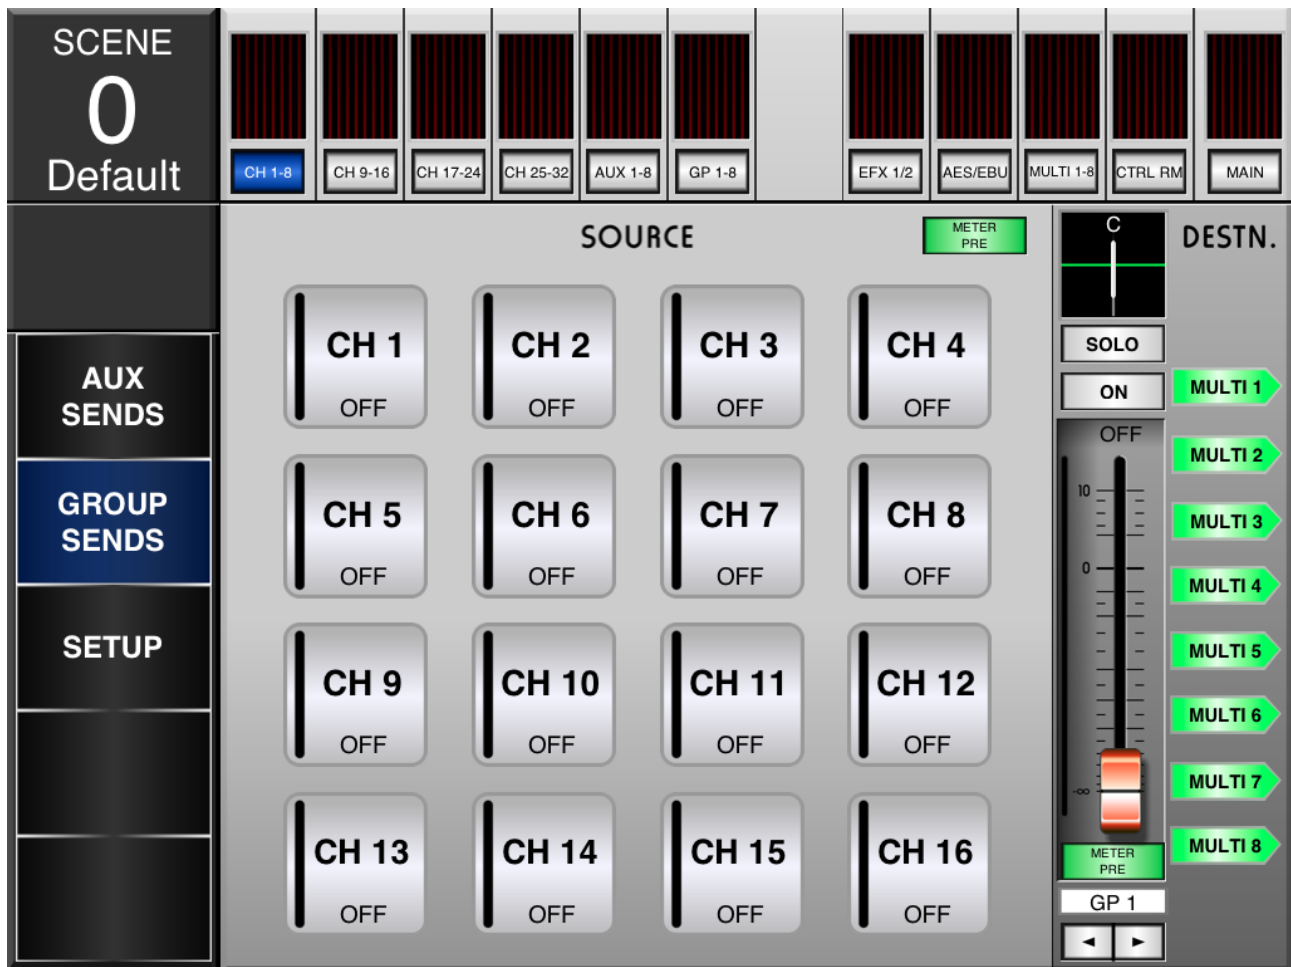 SCENE
0
Default
CH 1-8
CH 9-16
CH 17-24
CH 25-32
AUX 1-8
GP 1-8
EFX 1/2
AES/EBU
MULTI 1-8
CTRL RM
MAIN
AUX
SENDS
GROUP
SENDS
SETUP
SOURCE
METER
PRE
CH 1
OFF
CH 2
OFF
CH 3
OFF
CH 4
OFF
CH 5
OFF
CH 6
OFF
CH 7
OFF
CH 8
OFF
CH 9
OFF
CH 10
OFF
CH 11
OFF
CH 12
OFF
CH 13
OFF
CH 14
OFF
CH 15
OFF
CH 16
OFF
C
SOLO
ON
OFF
10
0
-∞
METER
PRE
GP 1
DESTN.
MULTI 1
MULTI 2
MULTI 3
MULTI 4
MULTI 5
MULTI 6
MULTI 7
MULTI 8